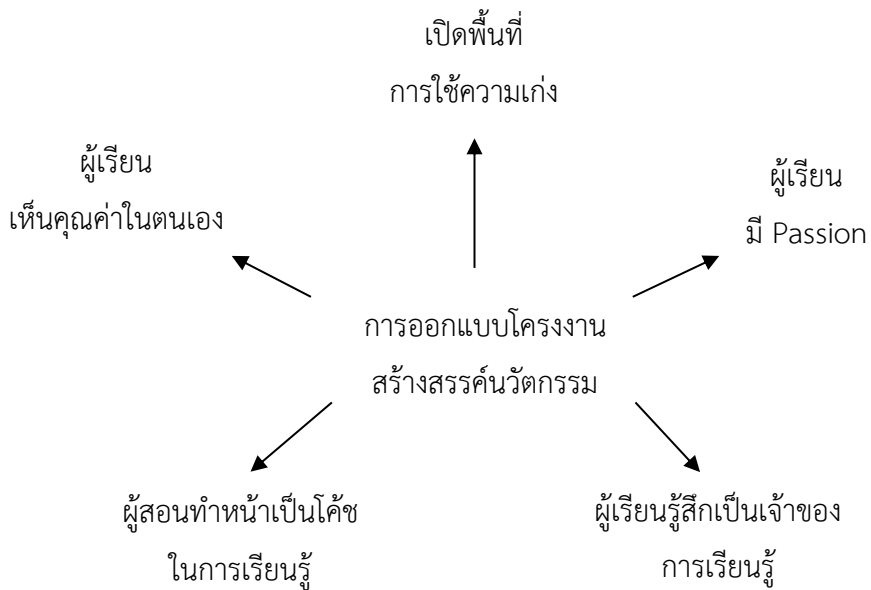 เปิดพื้นที่
การใช้ความเก่ง
ผู้เรียน
เห็นคุณค่าในตนเอง
ผู้เรียน
มี Passion
การออกแบบโครงงาน
สร้างสรรค์นวัตกรรม
ผู้สอนทำหน้าเป็นโค้ช
ในการเรียนรู้
ผู้เรียนรู้สึกเป็นเจ้าของ
การเรียนรู้